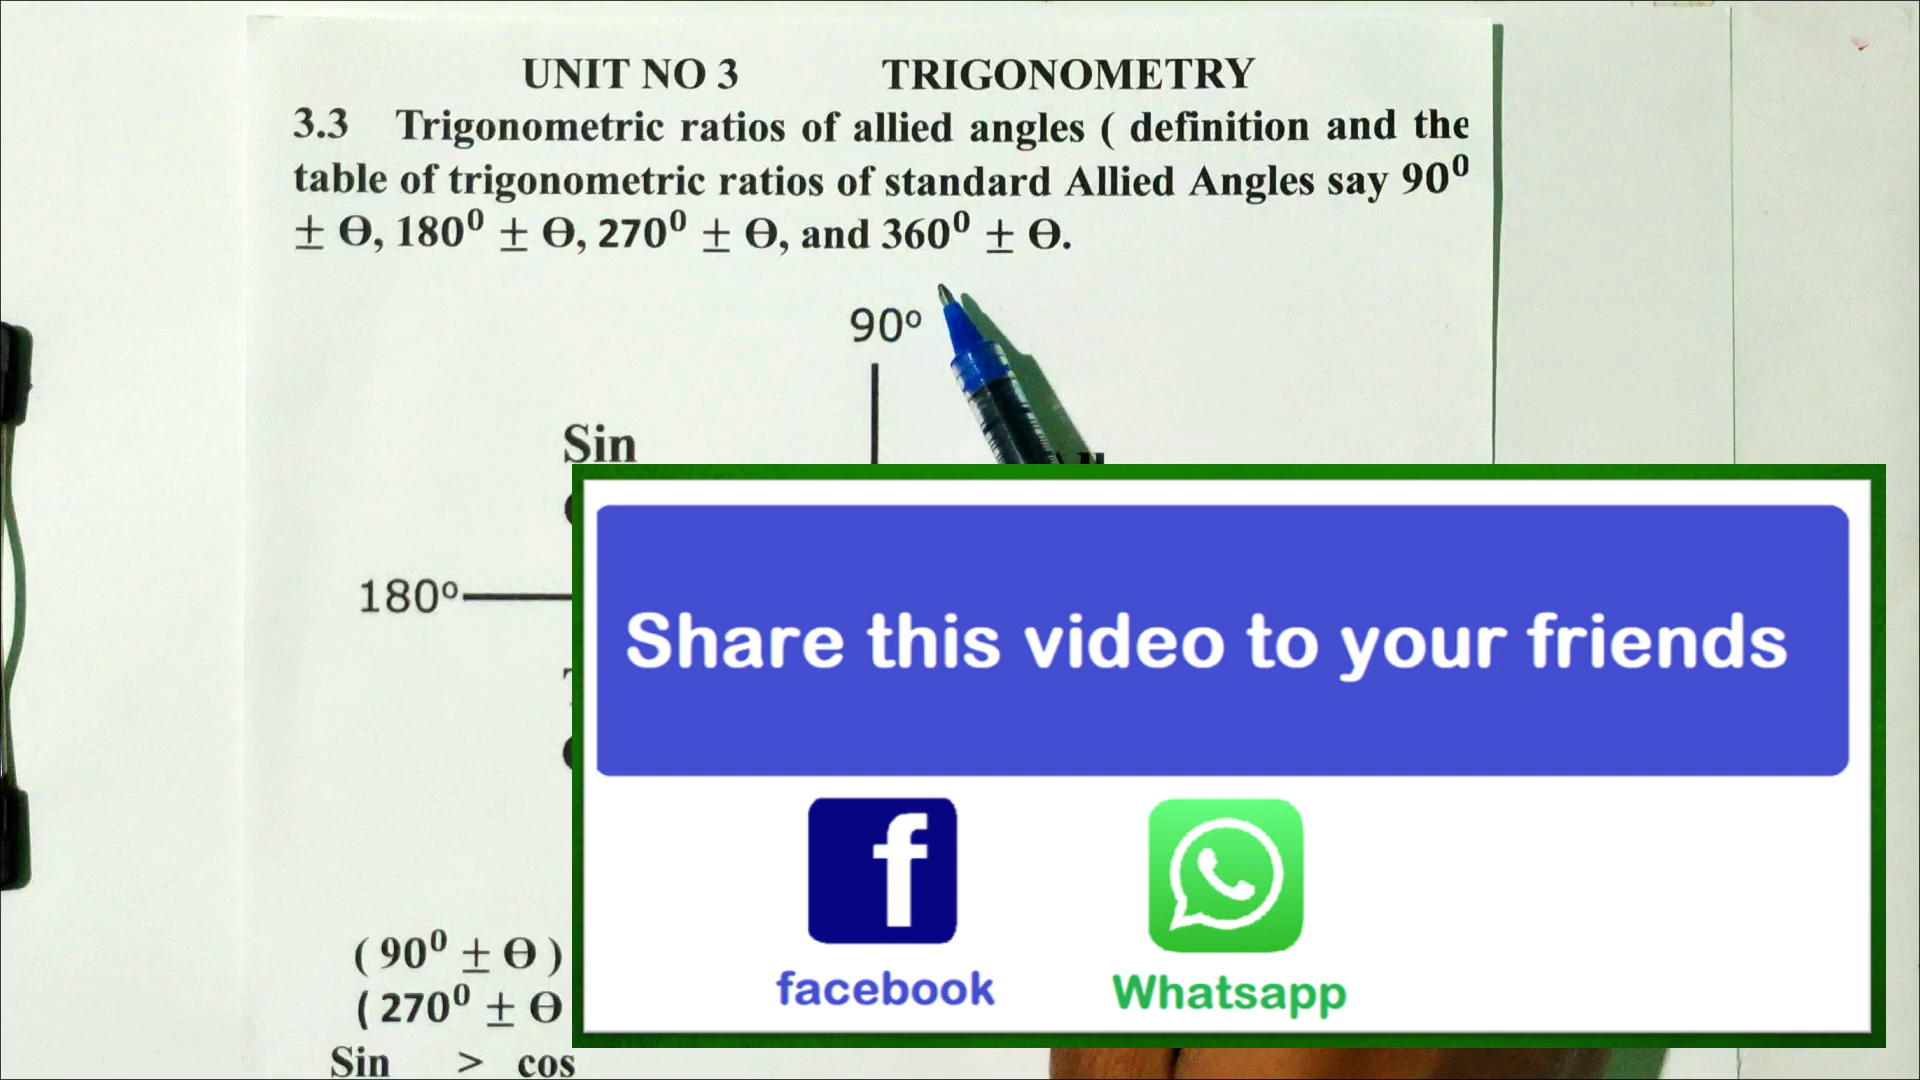 UNIT NO 3 TRIGONOMETRY
3.3 Trigonometric ratios of allied angles ( definition and the
table of trigonometric ratios of standard Allied Angles say 90⁰
± Ө, 180⁰ ± Ө, 270⁰ ± Ө, and 360⁰ ± Ө.
90º
Sin
180º
Share this video to your friends
facebook
Whatsapp
( 90⁰ ± Ө )
( 270⁰ ± Ө
Sin > cos